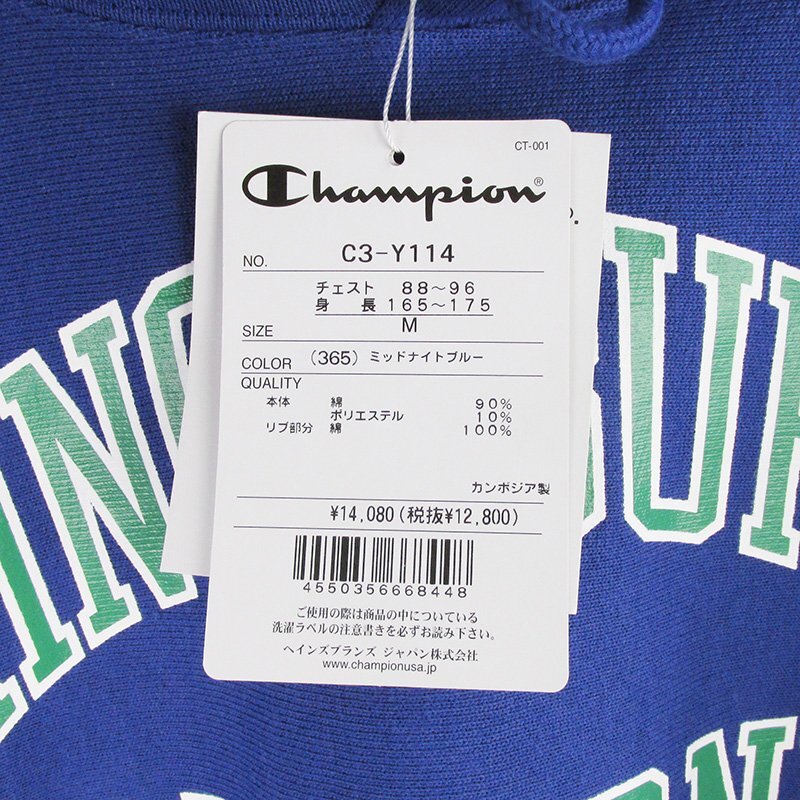 CT-001
Champion®
NO. C3-Y114
チェスト 88~96
身長 165~175
SIZE M
COLOR (365) ミッドナイトブルー
QUALITY
本体 綿 90%
ポリエステル 10%
リブ部分 綿 100%
カンボジア製
¥14,080(税抜¥12,800)
4550356668448
ご使用の際は商品の中についている
洗濯ラベルの注意書きを必ずお読み下さい。
ヘインズブランズ ジャパン株式会社
www.championusa.jp